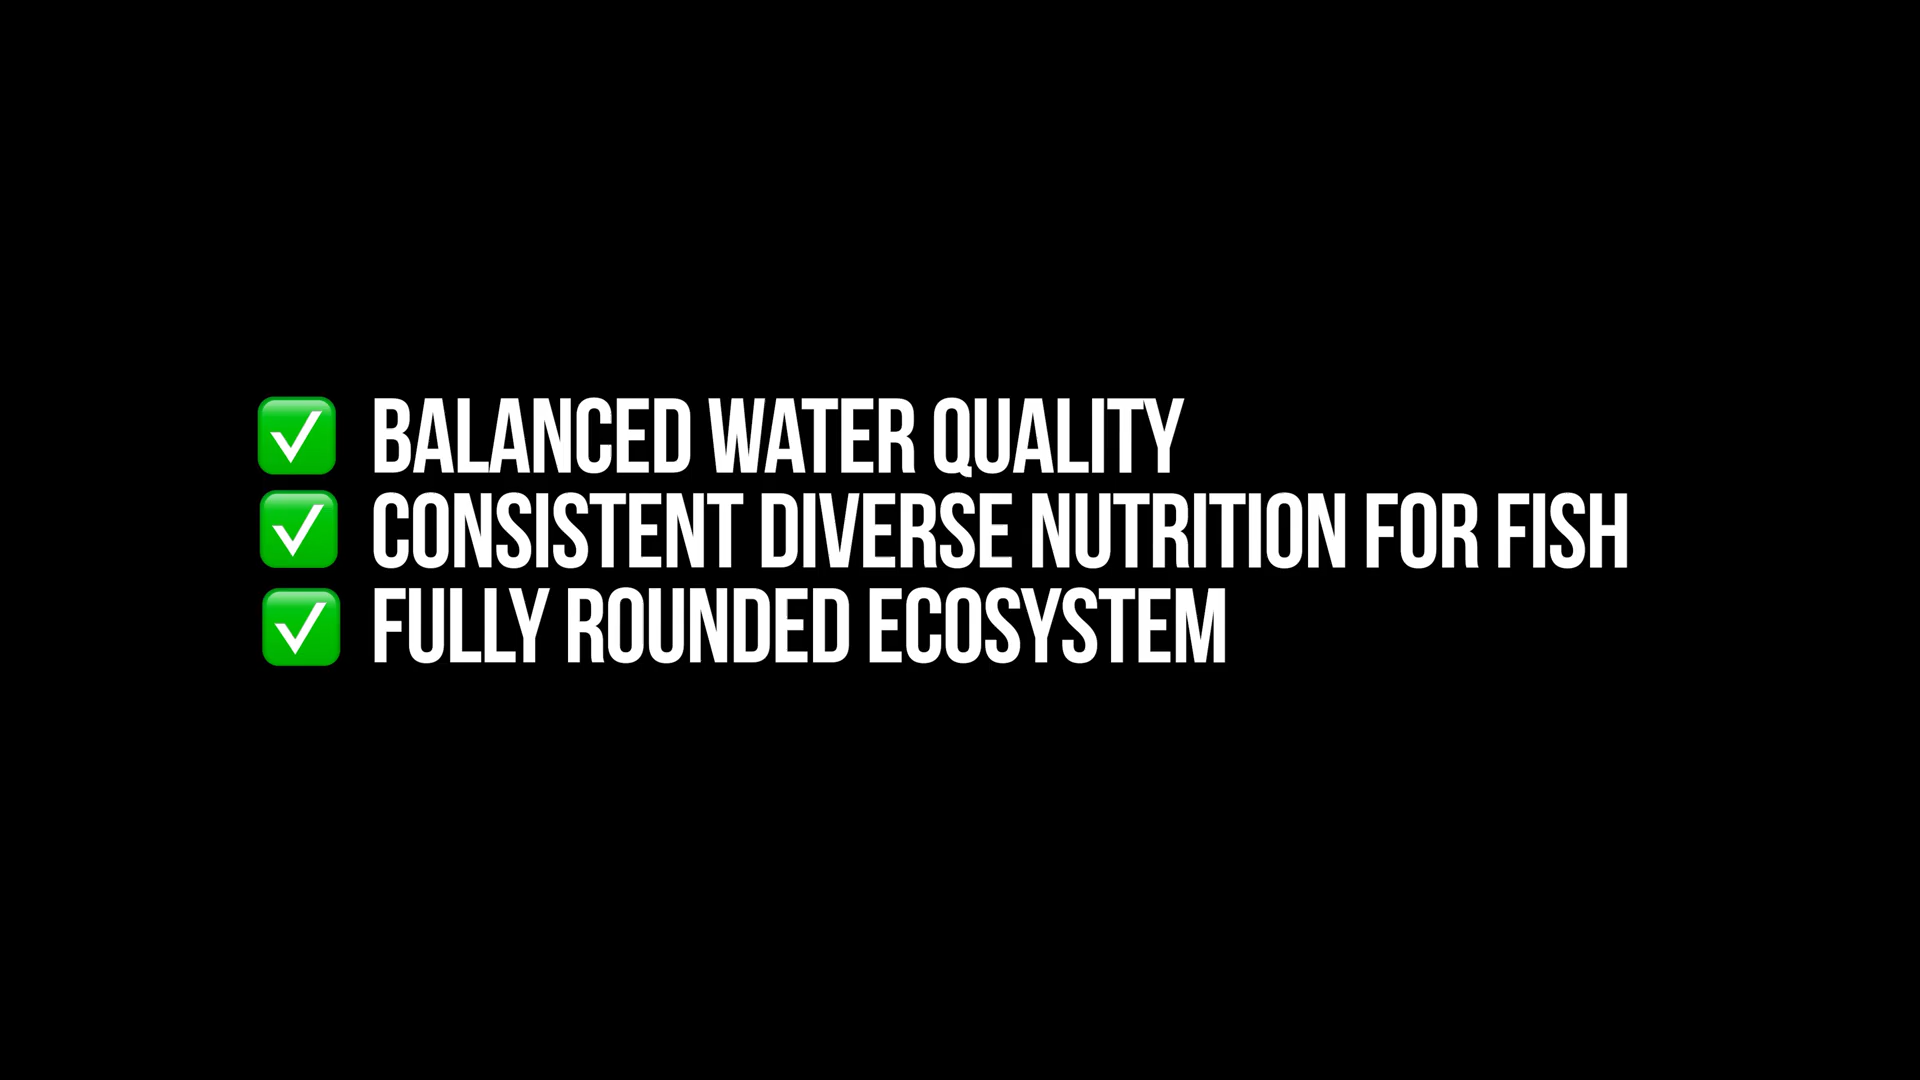 ✅ BALANCED WATER QUALITY
✅ CONSISTENT DIVERSE NUTRITION FOR FISH
✅ FULLY ROUNDED ECOSYSTEM